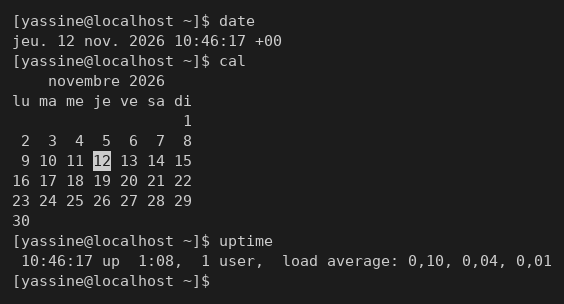 [yassine@localhost ~]$ date
jeu. 12 nov. 2026 10:46:17 +00
[yassine@localhost ~]$ cal
    novembre 2026
lu ma me je ve sa di
                   1
 2  3  4  5  6  7  8
 9 10 11 12 13 14 15
16 17 18 19 20 21 22
23 24 25 26 27 28 29
30
[yassine@localhost ~]$ uptime
 10:46:17 up  1:08,  1 user,  load average: 0,10, 0,04, 0,01
[yassine@localhost ~]$